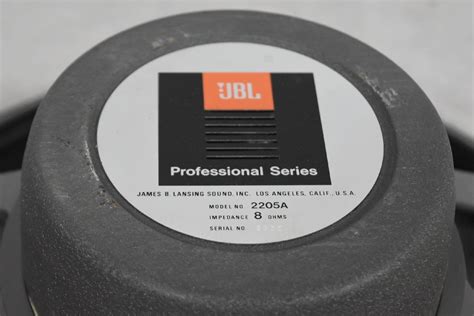 JBL
Professional Series
JAMES B. LANSING SOUND, INC. LOS ANGELES, CALIF., U.S.A.
MODEL NO. 2205A
IMPEDANCE 8 OHMS
SERIAL NO.